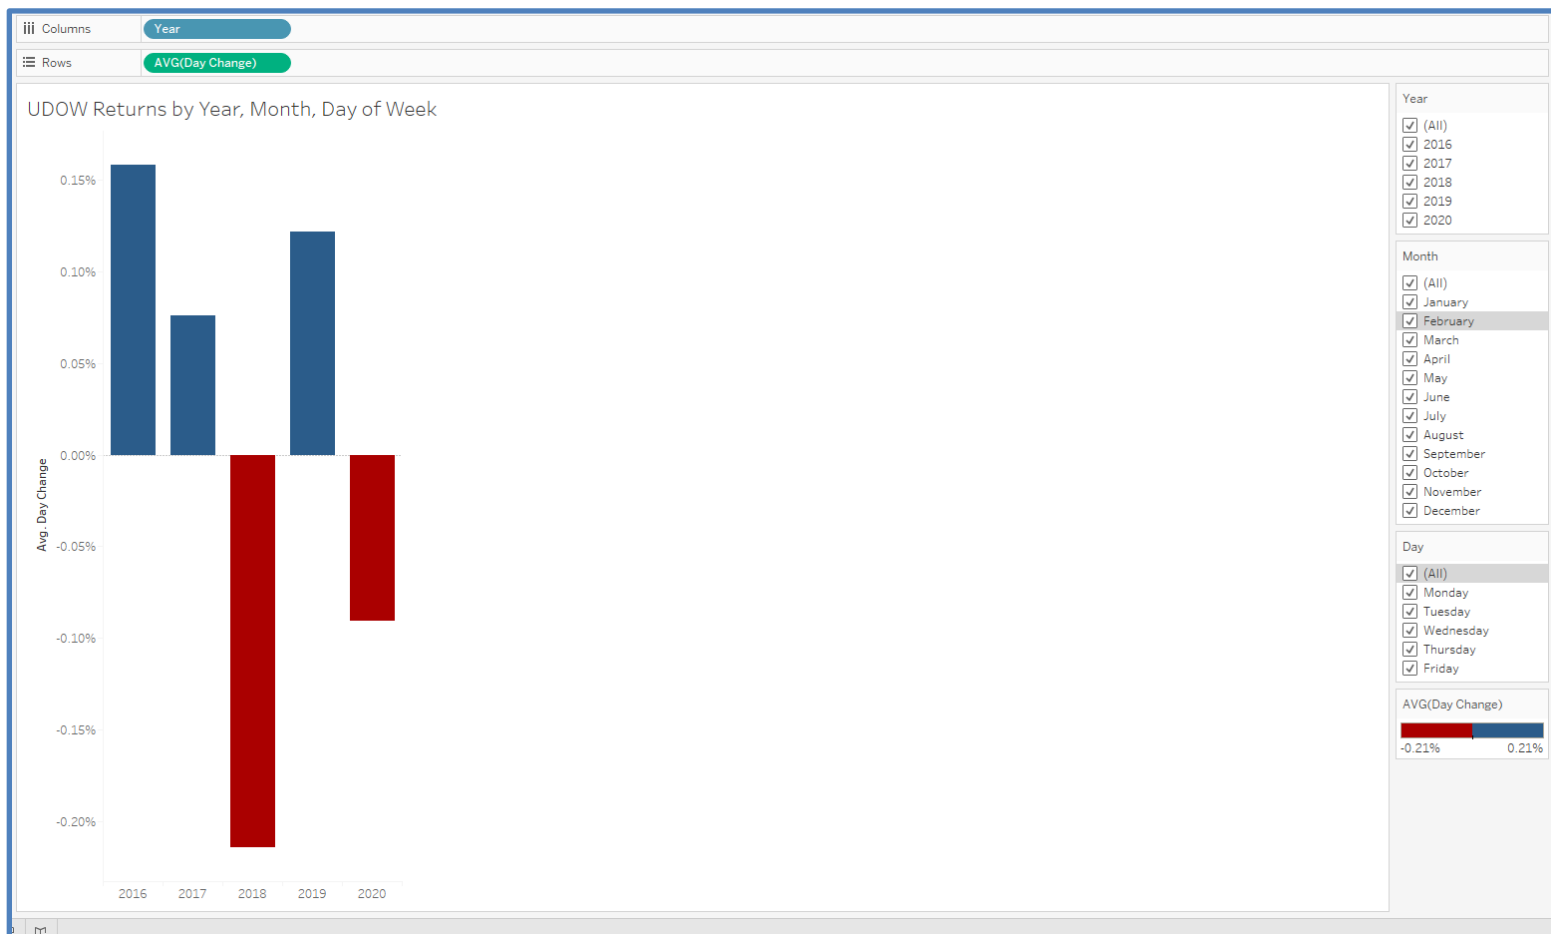 Columns
Year
Rows
AVG(Day Change)
UDOW Returns by Year, Month, Day of Week
0.15%
0.10%
0.05%
0.00%
-0.05%
-0.10%
-0.15%
-0.20%
Avg. Day Change
2016 2017 2018 2019 2020
Year
(All)
2016
2017
2018
2019
2020
Month
(All)
January
February
March
April
May
June
July
August
September
October
November
December
Day
(All)
Monday
Tuesday
Wednesday
Thursday
Friday
AVG(Day Change)
-0.21% 0.21%